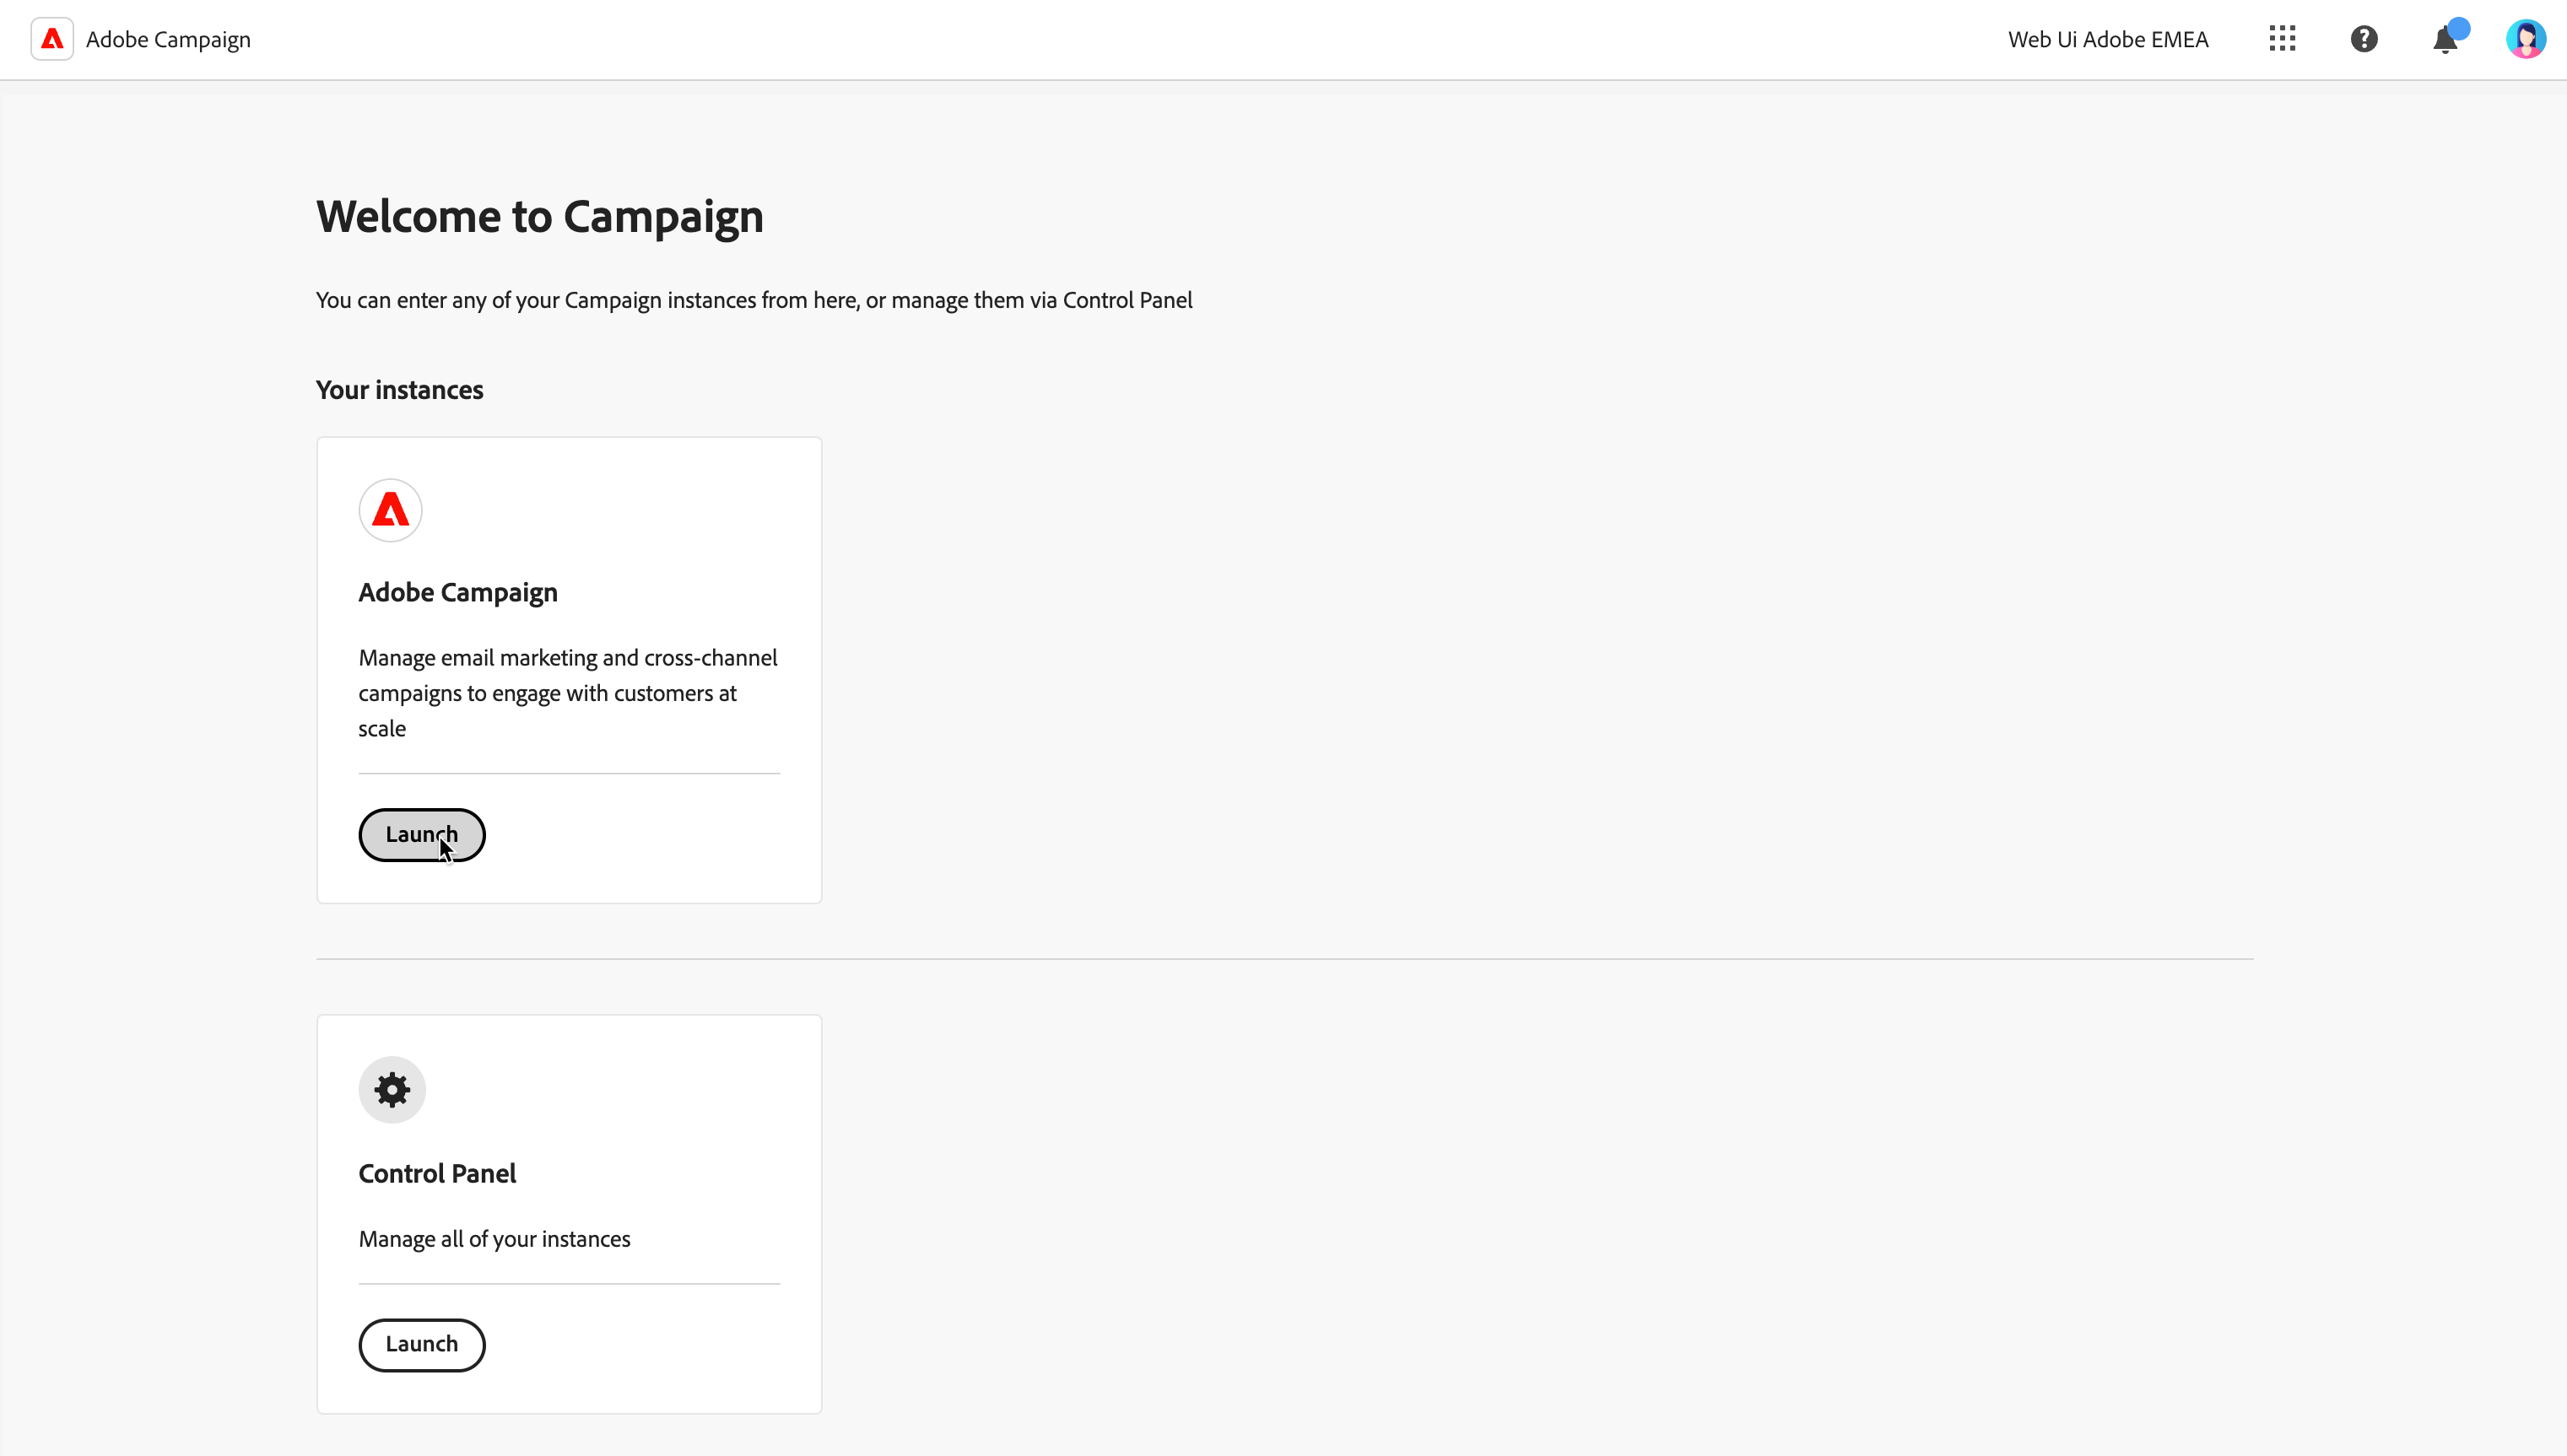 Adobe Campaign
Web Ui Adobe EMEA
Welcome to Campaign
You can enter any of your Campaign instances from here, or manage them via Control Panel
Your instances
Adobe Campaign
Manage email marketing and cross-channel
campaigns to engage with customers at
scale
Launch
Control Panel
Manage all of your instances
Launch